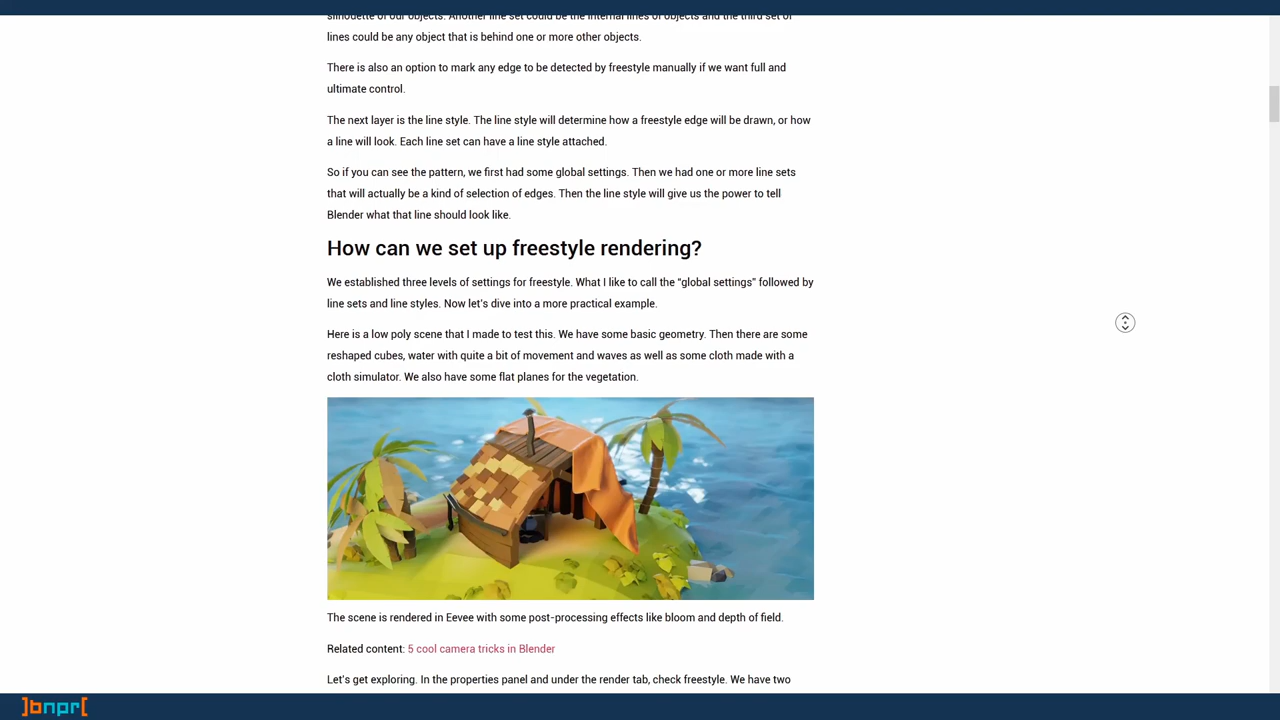 silhouette of our objects. Another line set could be the internal lines of objects and the third set of
lines could be any object that is behind one or more other objects.
There is also an option to mark any edge to be detected by freestyle manually if we want full and
ultimate control.
The next layer is the line style. The line style will determine how a freestyle edge will be drawn, or how
a line will look. Each line set can have a line style attached.
So if you can see the pattern, we first had some global settings. Then we had one or more line sets
that will actually be a kind of selection of edges. Then the line style will give us the power to tell
Blender what that line should look like.
How can we set up freestyle rendering?
We established three levels of settings for freestyle. What I like to call the “global settings” followed by
line sets and line styles. Now let’s dive into a more practical example.
Here is a low poly scene that I made to test this. We have some basic geometry. Then there are some
reshaped cubes, water with quite a bit of movement and waves as well as some cloth made with a
cloth simulator. We also have some flat planes for the vegetation.
The scene is rendered in Eevee with some post-processing effects like bloom and depth of field.
Related content: 5 cool camera tricks in Blender
Let’s get exploring. In the properties panel and under the render tab, check freestyle. We have two
]bnpr[